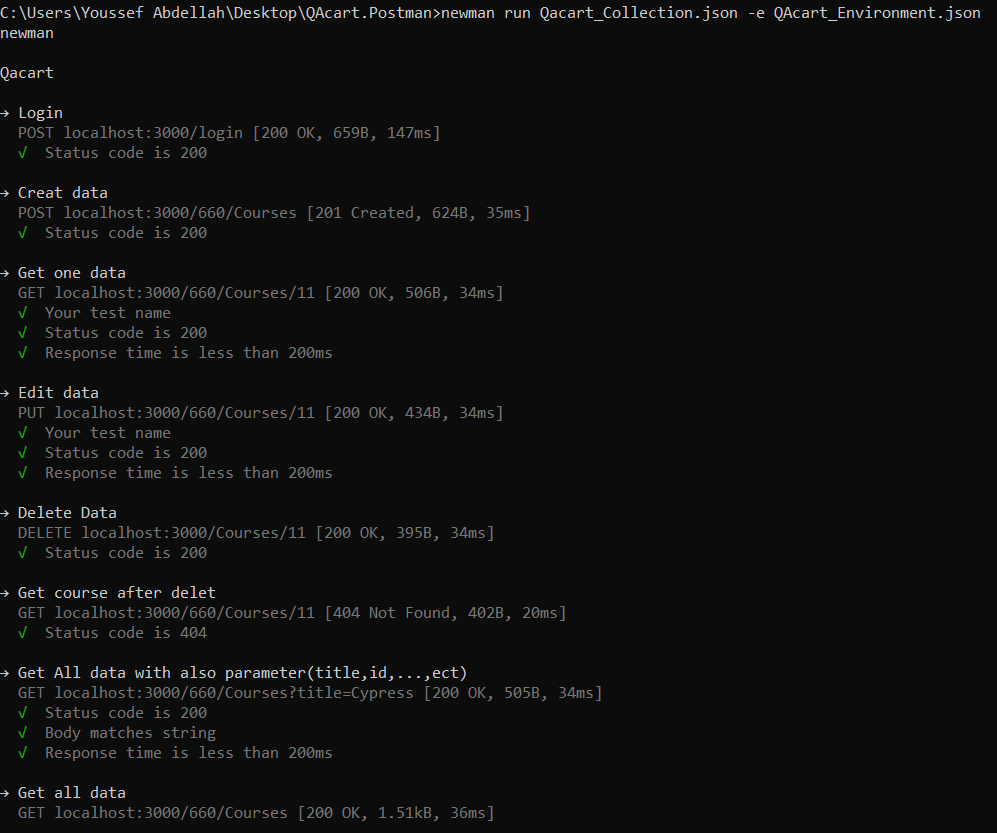 C:\Users\Youssef Abdellah\Desktop\QAcart.Postman>newman run Qacart_Collection.json -e QAcart_Environment.json
newman
Qacart
→ Login
POST localhost:3000/login [200 OK, 659B, 147ms]
√ Status code is 200
→ Creat data
POST localhost:3000/660/Courses [201 Created, 624B, 35ms]
√ Status code is 200
→ Get one data
GET localhost:3000/660/Courses/11 [200 OK, 506B, 34ms]
√ Your test name
√ Status code is 200
√ Response time is less than 200ms
→ Edit data
PUT localhost:3000/660/Courses/11 [200 OK, 434B, 34ms]
√ Your test name
√ Status code is 200
√ Response time is less than 200ms
→ Delete Data
DELETE localhost:3000/Courses/11 [200 OK, 395B, 34ms]
√ Status code is 200
→ Get course after delet
GET localhost:3000/660/Courses/11 [404 Not Found, 402B, 20ms]
√ Status code is 404
→ Get All data with also parameter(title,id,...,ect)
GET localhost:3000/660/Courses?title=Cypress [200 OK, 505B, 34ms]
√ Status code is 200
√ Body matches string
√ Response time is less than 200ms
→ Get all data
GET localhost:3000/660/Courses [200 OK, 1.51kB, 36ms]